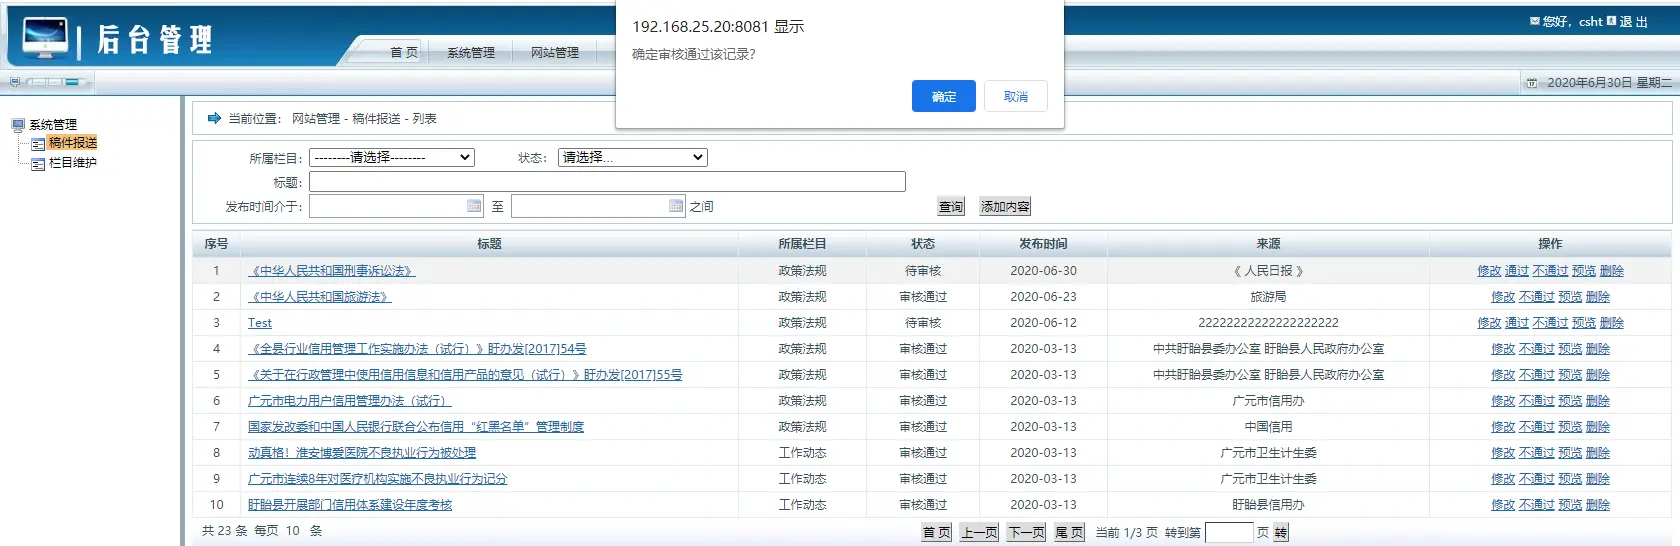 192.168.25.20:8081 显示
确定审核通过该记录?
确定 取消
后台管理
首 页 系统管理 网站管理
您好，csht 退 出
2020年6月30日 星期二
系统管理
稿件报送
栏目维护
当前位置： 网站管理 - 稿件报送 - 列表
所属栏目： --------请选择-------- 状态： 请选择...
标题：
发布时间介于： 至 之间 查询 添加内容
序号 标题 所属栏目 状态 发布时间 来源 操作
1 《中华人民共和国刑事诉讼法》 政策法规 待审核 2020-06-30 《 人民日报 》 修改 通过 不通过 预览 删除
2 《中华人民共和国旅游法》 政策法规 审核通过 2020-06-23 旅游局 修改 不通过 预览 删除
3 Test 政策法规 待审核 2020-06-12 22222222222222222222 修改 通过 不通过 预览 删除
4 《全县行业信用管理工作实施办法（试行）》盱办发[2017]54号 政策法规 审核通过 2020-03-13 中共盱眙县委办公室 盱眙县人民政府办公室 修改 不通过 预览 删除
5 《关于在行政管理中使用信用信息和信用产品的意见（试行）》盱办发[2017]55号 政策法规 审核通过 2020-03-13 中共盱眙县委办公室 盱眙县人民政府办公室 修改 不通过 预览 删除
6 广元市电力用户信用管理办法（试行） 政策法规 审核通过 2020-03-13 广元市信用办 修改 不通过 预览 删除
7 国家发改委和中国人民银行联合公布信用“红黑名单”管理制度 政策法规 审核通过 2020-03-13 中国信用 修改 不通过 预览 删除
8 动真格！淮安博爱医院不良执业行为被处理 工作动态 审核通过 2020-03-13 广元市卫生计生委 修改 不通过 预览 删除
9 广元市连续8年对医疗机构实施不良执业行为记分 工作动态 审核通过 2020-03-13 广元市卫生计生委 修改 不通过 预览 删除
10 盱眙县开展部门信用体系建设年度考核 工作动态 审核通过 2020-03-13 盱眙县信用办 修改 不通过 预览 删除
共 23 条 每页 10 条 首 页 上一页 下一页 尾 页 当前 1/3 页 转到第 页 转